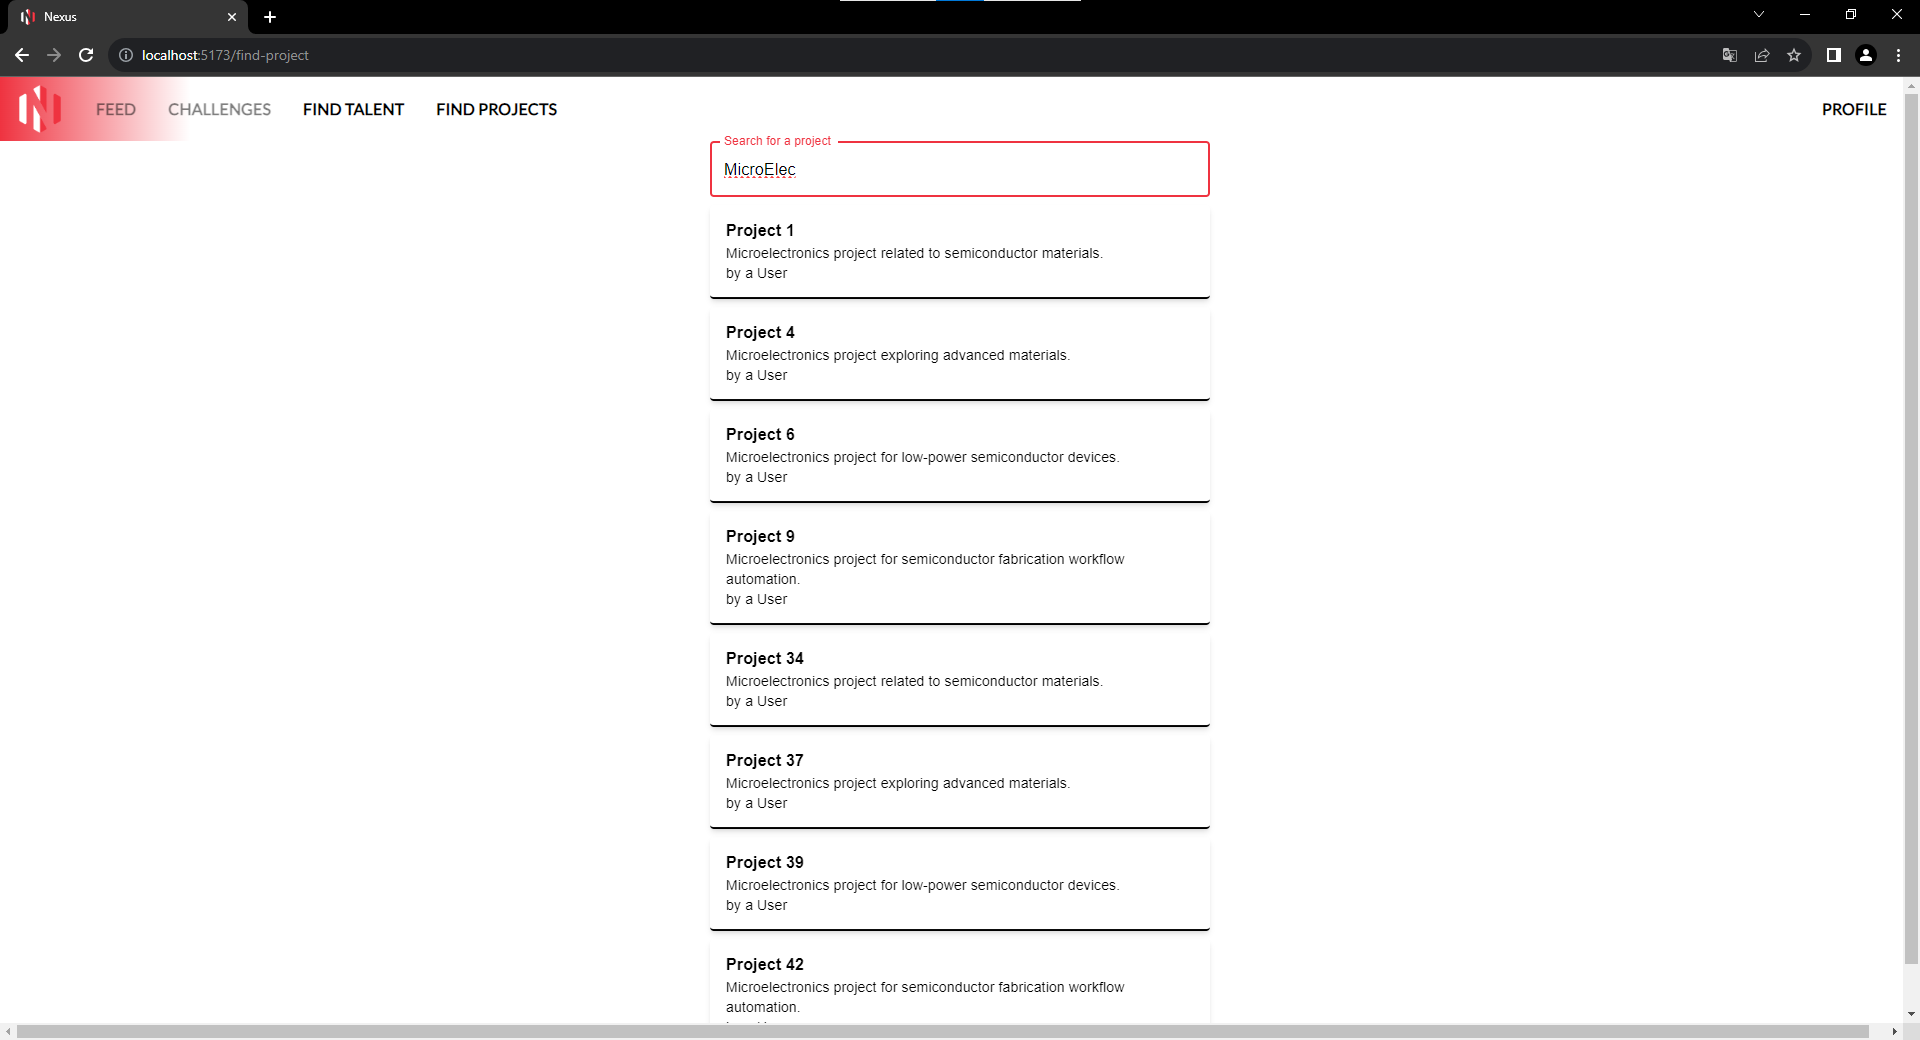 Nexus
localhost:5173/find-project
FEED CHALLENGES FIND TALENT FIND PROJECTS PROFILE
Search for a project
MicroElec
Project 1
Microelectronics project related to semiconductor materials.
by a User
Project 4
Microelectronics project exploring advanced materials.
by a User
Project 6
Microelectronics project for low-power semiconductor devices.
by a User
Project 9
Microelectronics project for semiconductor fabrication workflow
automation.
by a User
Project 34
Microelectronics project related to semiconductor materials.
by a User
Project 37
Microelectronics project exploring advanced materials.
by a User
Project 39
Microelectronics project for low-power semiconductor devices.
by a User
Project 42
Microelectronics project for semiconductor fabrication workflow
automation.